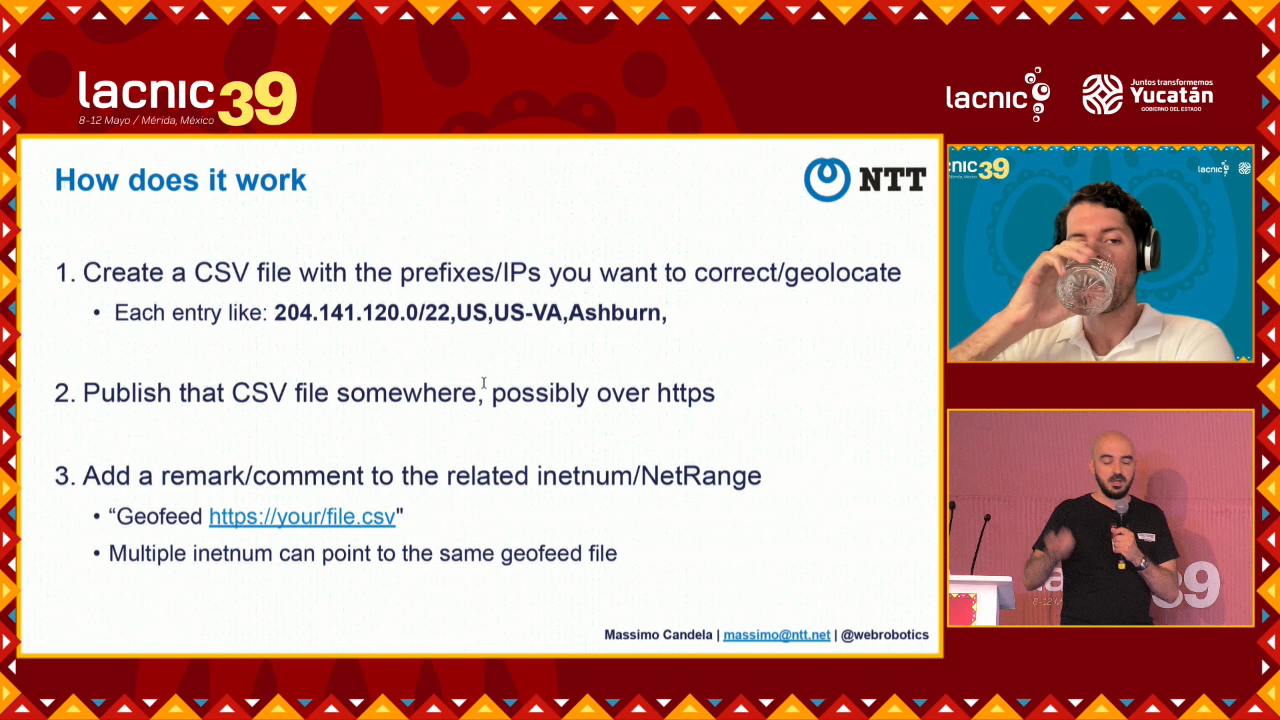 lacnic39
8-12 Mayo / Mérida, México
lacnic
Juntos transformemos
Yucatán
GOBIERNO DEL ESTADO
How does it work
NTT
1. Create a CSV file with the prefixes/IPs you want to correct/geolocate
• Each entry like: 204.141.120.0/22,US,US-VA,Ashburn,
2. Publish that CSV file somewhere, possibly over https
3. Add a remark/comment to the related inetnum/NetRange
• “Geofeed https://your/file.csv"
• Multiple inetnum can point to the same geofeed file
Massimo Candela | massimo@ntt.net | @webrobotics
cnic39
lacnic
39